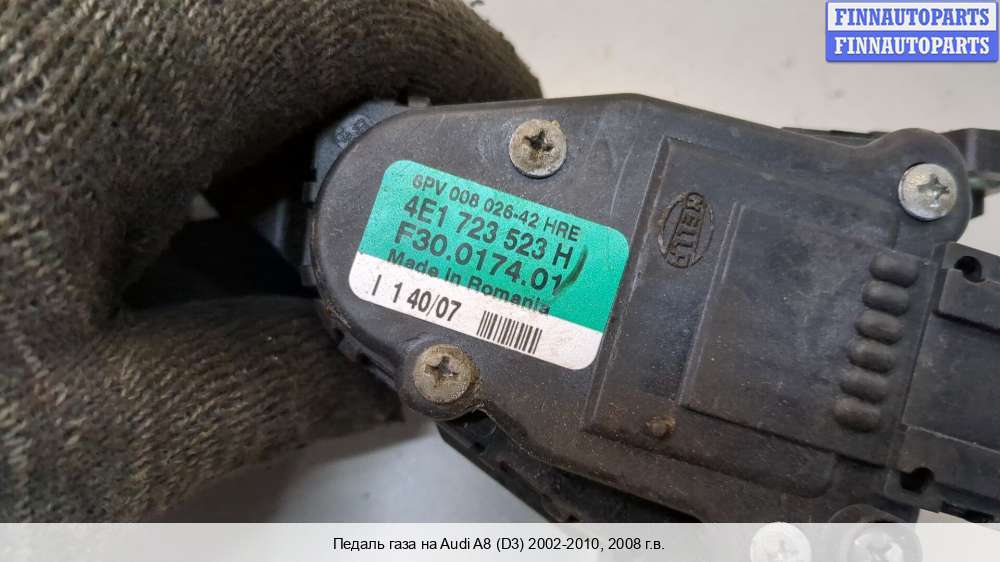 FINNAUTOPARTS
FINNAUTOPARTS
6PV 008 026-42 HRE
4E1 723 523 H
F30.0174.01
Made in Romania
I 1 40/07
HELLA
Педаль газа на Audi A8 (D3) 2002-2010, 2008 г.в.